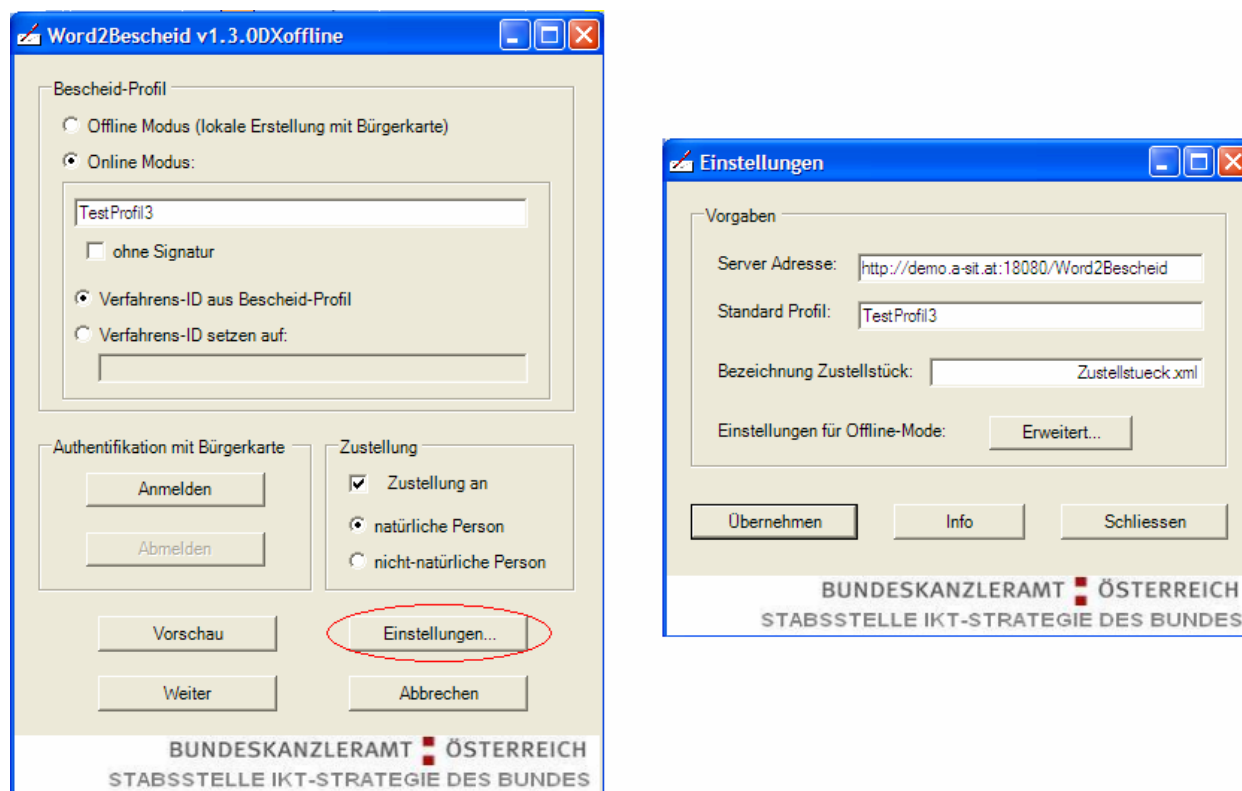 Word2Bescheid v1.3.0DXoffline
Bescheid-Profil
Offline Modus (lokale Erstellung mit Bürgerkarte)
Online Modus:
TestProfil3
ohne Signatur
Verfahrens-ID aus Bescheid-Profil
Verfahrens-ID setzen auf:
Authentifikation mit Bürgerkarte
Anmelden
Abmelden
Zustellung
Zustellung an
natürliche Person
nicht-natürliche Person
Vorschau
Einstellungen...
Weiter
Abbrechen
BUNDESKANZLERAMT ÖSTERREICH
STABSSTELLE IKT-STRATEGIE DES BUNDES
Einstellungen
Vorgaben
Server Adresse: http://demo.a-sit.at:18080/Word2Bescheid
Standard Profil: TestProfil3
Bezeichnung Zustellstück: Zustellstueck.xml
Einstellungen für Offline-Mode: Erweitert...
Übernehmen
Info
Schliessen
BUNDESKANZLERAMT ÖSTERREICH
STABSSTELLE IKT-STRATEGIE DES BUNDES